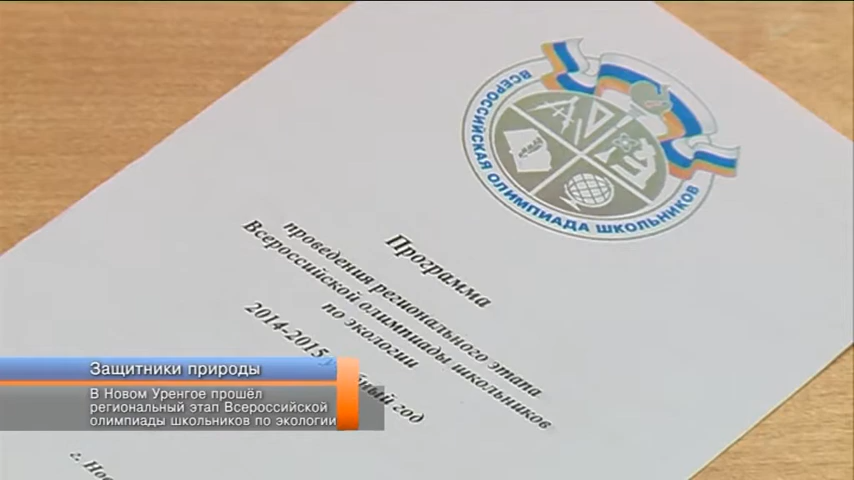 ВСЕРОССИЙСКАЯ ОЛИМПИАДА ШКОЛЬНИКОВ
Программа
проведения регионального этапа
Всероссийской олимпиады школьников
по экологии
2014-2015 год
г.
Защитники природы
В Новом Уренгое прошёл
региональный этап Всероссийской
олимпиады школьников по экологии